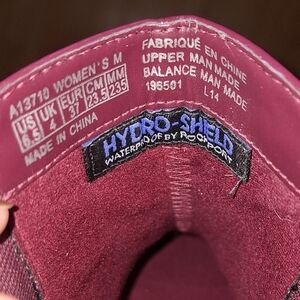 A13710 WOMEN'S M
US UK EUR CM MM
6.5 4 37 23.5 235
MADE IN CHINA
FABRIQUÉ EN CHINE
UPPER MAN MADE
BALANCE MAN MADE
196501 L14
HYDRO-SHIELD
WATERPROOF BY ROCKPORT